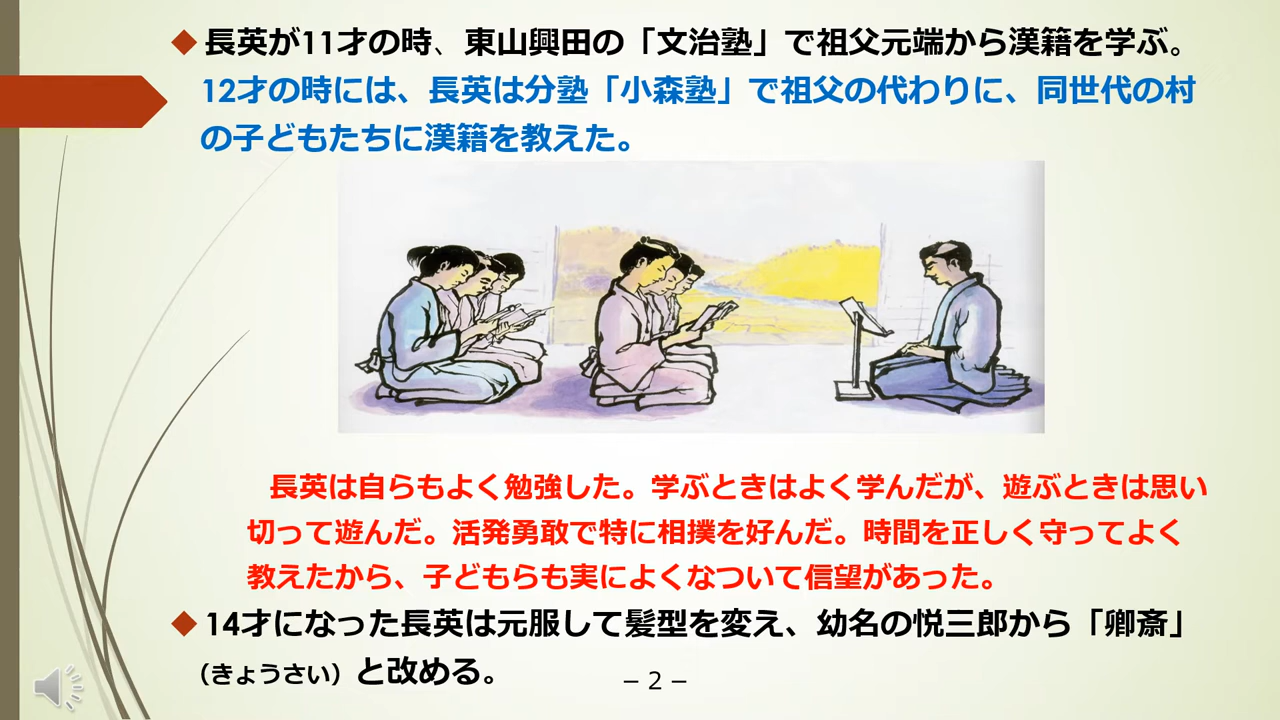 長英が11才の時、東山興田の「文治塾」で祖父元端から漢籍を学ぶ。
12才の時には、長英は分塾「小森塾」で祖父の代わりに、同世代の村
の子どもたちに漢籍を教えた。
長英は自らもよく勉強した。学ぶときはよく学んだが、遊ぶときは思い
切って遊んだ。活発勇敢で特に相撲を好んだ。時間を正しく守ってよく
教えたから、子どもらも実によくなついて信望があった。
14才になった長英は元服して髪型を変え、幼名の悦三郎から「卿斎」
（きょうさい）と改める。
– 2 –